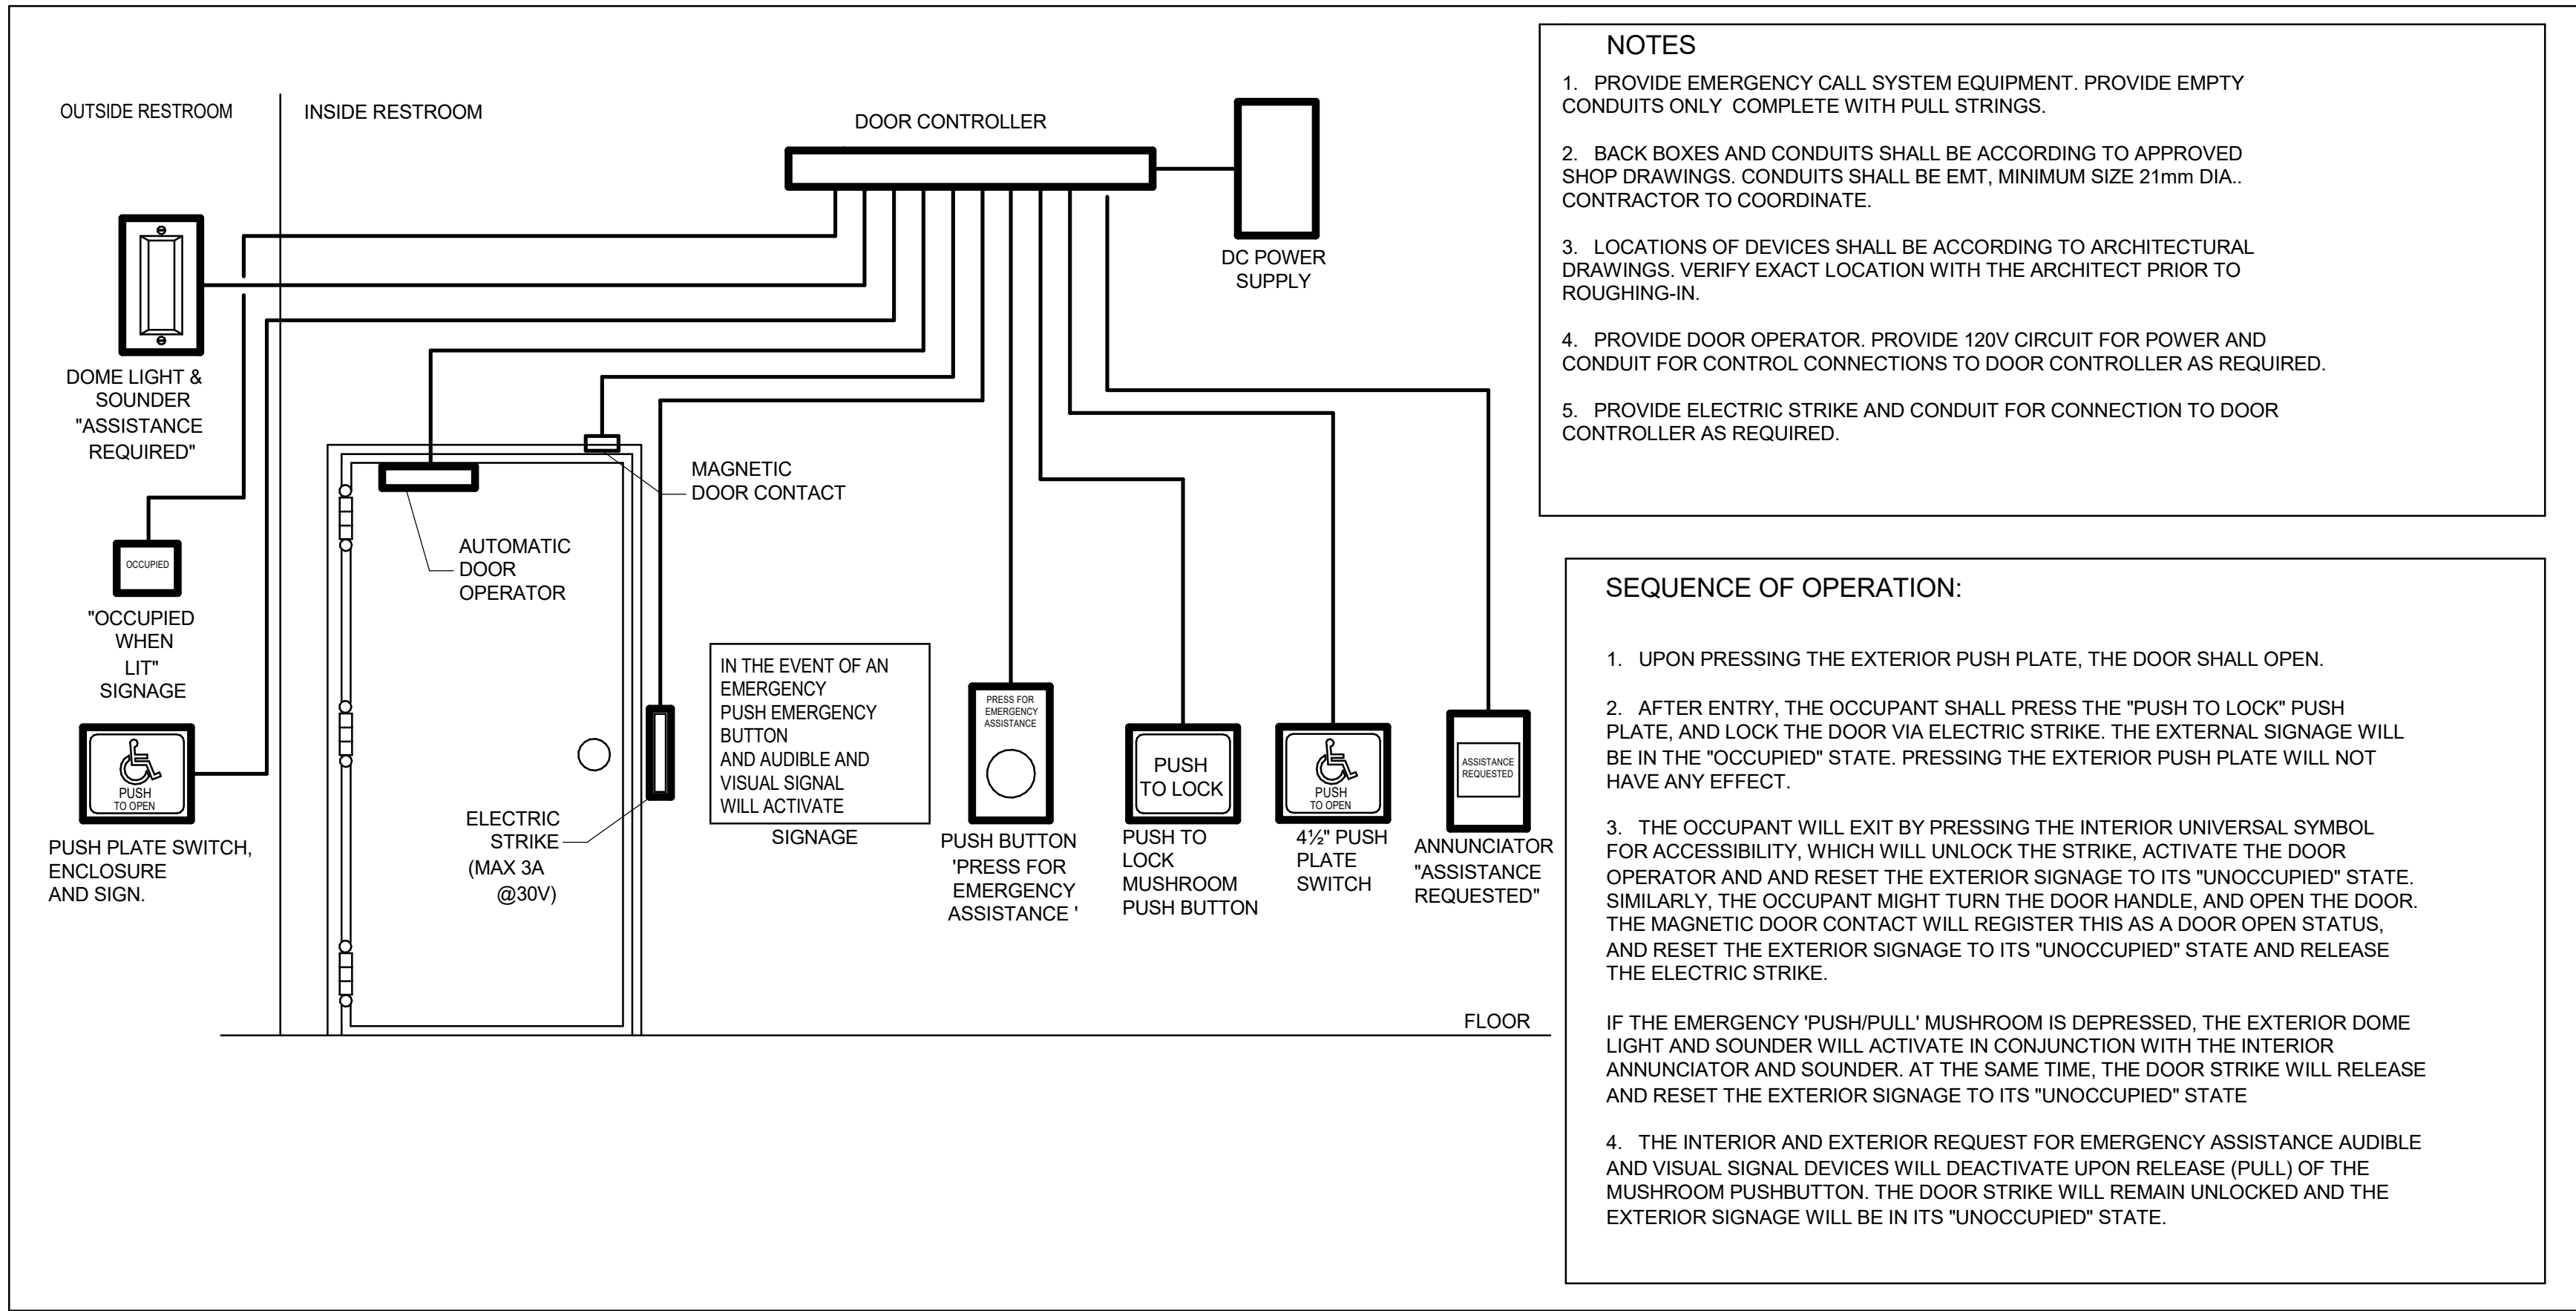 OUTSIDE RESTROOM
INSIDE RESTROOM
DOOR CONTROLLER
DC POWER
SUPPLY
DOME LIGHT &
SOUNDER
"ASSISTANCE
REQUIRED"
OCCUPIED
"OCCUPIED
WHEN
LIT"
SIGNAGE
PUSH
TO OPEN
PUSH PLATE SWITCH,
ENCLOSURE
AND SIGN.
MAGNETIC
DOOR CONTACT
AUTOMATIC
DOOR
OPERATOR
ELECTRIC
STRIKE
(MAX 3A
@30V)
IN THE EVENT OF AN
EMERGENCY
PUSH EMERGENCY
BUTTON
AND AUDIBLE AND
VISUAL SIGNAL
WILL ACTIVATE
SIGNAGE
PRESS FOR
EMERGENCY
ASSISTANCE
PUSH BUTTON
'PRESS FOR
EMERGENCY
ASSISTANCE '
PUSH
TO LOCK
PUSH TO
LOCK
MUSHROOM
PUSH BUTTON
PUSH
TO OPEN
4½" PUSH
PLATE
SWITCH
ASSISTANCE
REQUESTED
ANNUNCIATOR
"ASSISTANCE
REQUESTED"
FLOOR
NOTES
1. PROVIDE EMERGENCY CALL SYSTEM EQUIPMENT. PROVIDE EMPTY
CONDUITS ONLY COMPLETE WITH PULL STRINGS.
2. BACK BOXES AND CONDUITS SHALL BE ACCORDING TO APPROVED
SHOP DRAWINGS. CONDUITS SHALL BE EMT, MINIMUM SIZE 21mm DIA..
CONTRACTOR TO COORDINATE.
3. LOCATIONS OF DEVICES SHALL BE ACCORDING TO ARCHITECTURAL
DRAWINGS. VERIFY EXACT LOCATION WITH THE ARCHITECT PRIOR TO
ROUGHING-IN.
4. PROVIDE DOOR OPERATOR. PROVIDE 120V CIRCUIT FOR POWER AND
CONDUIT FOR CONTROL CONNECTIONS TO DOOR CONTROLLER AS REQUIRED.
5. PROVIDE ELECTRIC STRIKE AND CONDUIT FOR CONNECTION TO DOOR
CONTROLLER AS REQUIRED.
SEQUENCE OF OPERATION:
1. UPON PRESSING THE EXTERIOR PUSH PLATE, THE DOOR SHALL OPEN.
2. AFTER ENTRY, THE OCCUPANT SHALL PRESS THE "PUSH TO LOCK" PUSH
PLATE, AND LOCK THE DOOR VIA ELECTRIC STRIKE. THE EXTERNAL SIGNAGE WILL
BE IN THE "OCCUPIED" STATE. PRESSING THE EXTERIOR PUSH PLATE WILL NOT
HAVE ANY EFFECT.
3. THE OCCUPANT WILL EXIT BY PRESSING THE INTERIOR UNIVERSAL SYMBOL
FOR ACCESSIBILITY, WHICH WILL UNLOCK THE STRIKE, ACTIVATE THE DOOR
OPERATOR AND AND RESET THE EXTERIOR SIGNAGE TO ITS "UNOCCUPIED" STATE.
SIMILARLY, THE OCCUPANT MIGHT TURN THE DOOR HANDLE, AND OPEN THE DOOR.
THE MAGNETIC DOOR CONTACT WILL REGISTER THIS AS A DOOR OPEN STATUS,
AND RESET THE EXTERIOR SIGNAGE TO ITS "UNOCCUPIED" STATE AND RELEASE
THE ELECTRIC STRIKE.
IF THE EMERGENCY 'PUSH/PULL' MUSHROOM IS DEPRESSED, THE EXTERIOR DOME
LIGHT AND SOUNDER WILL ACTIVATE IN CONJUNCTION WITH THE INTERIOR
ANNUNCIATOR AND SOUNDER. AT THE SAME TIME, THE DOOR STRIKE WILL RELEASE
AND RESET THE EXTERIOR SIGNAGE TO ITS "UNOCCUPIED" STATE
4. THE INTERIOR AND EXTERIOR REQUEST FOR EMERGENCY ASSISTANCE AUDIBLE
AND VISUAL SIGNAL DEVICES WILL DEACTIVATE UPON RELEASE (PULL) OF THE
MUSHROOM PUSHBUTTON. THE DOOR STRIKE WILL REMAIN UNLOCKED AND THE
EXTERIOR SIGNAGE WILL BE IN ITS "UNOCCUPIED" STATE.